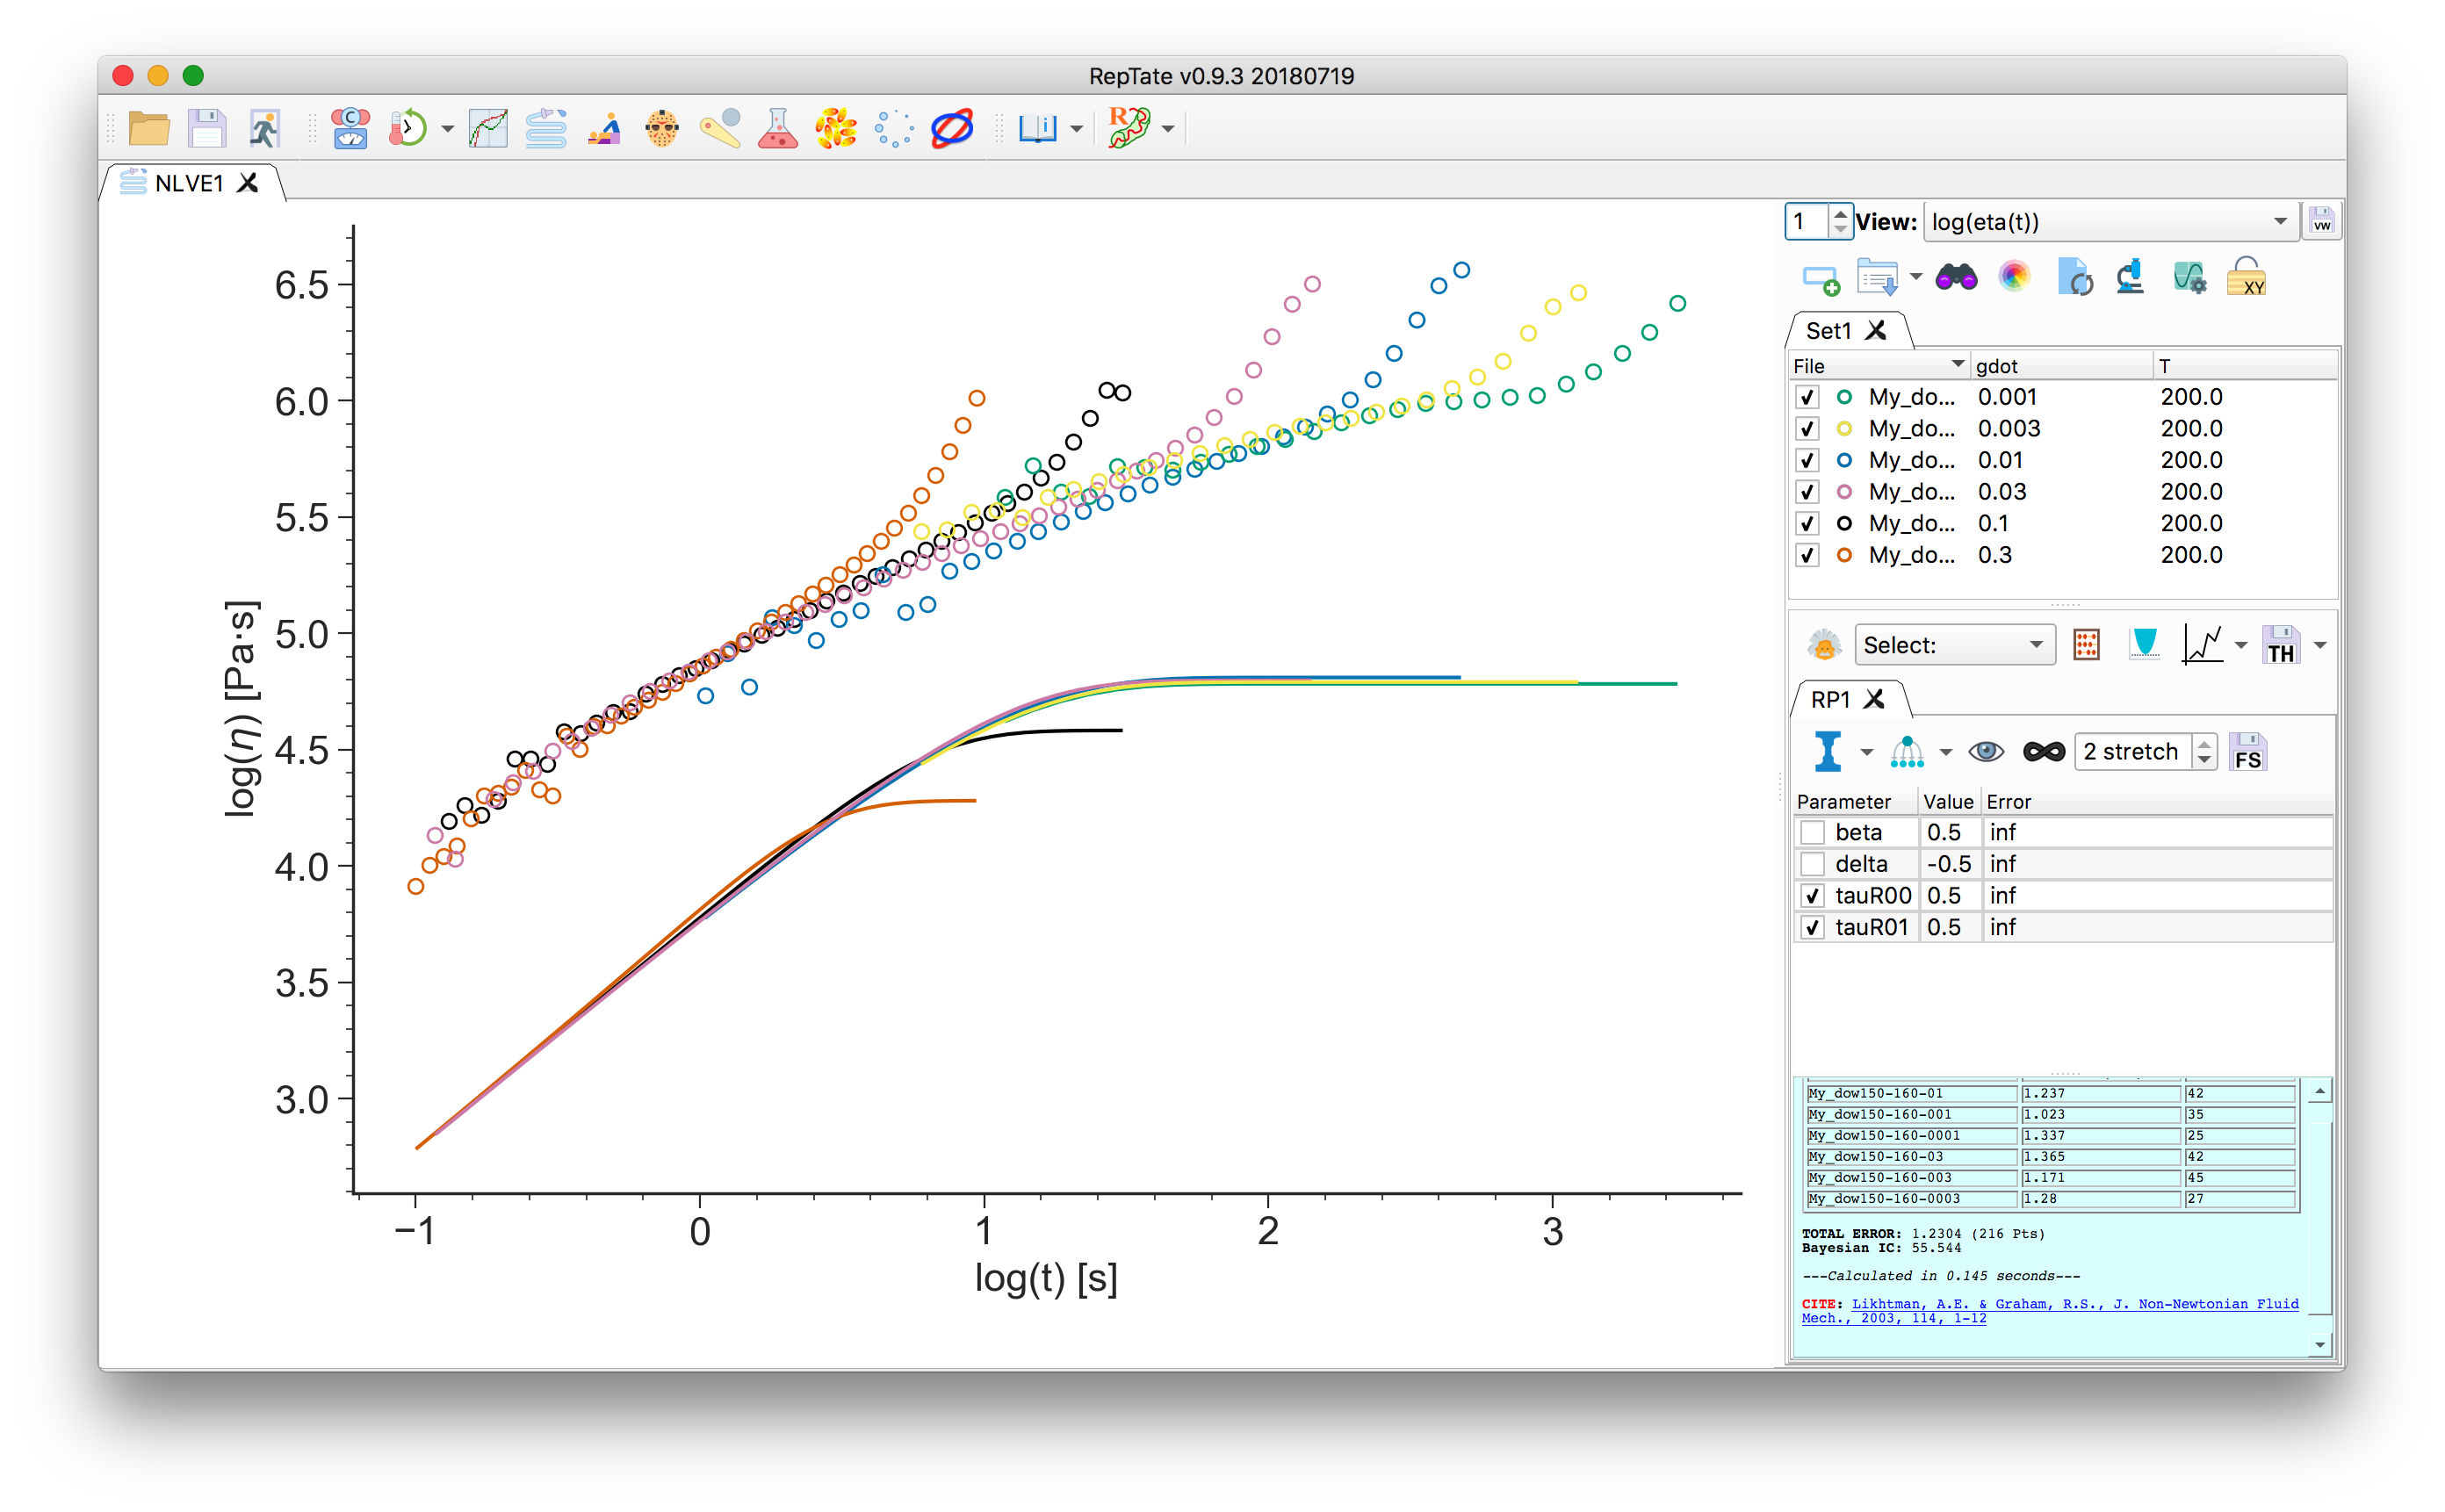 RepTate v0.9.3 20180719
C
i
R
NLVE1
1 View: log(eta(t))
VW
XY
Set1
File gdot T
My_do... 0.001 200.0
My_do... 0.003 200.0
My_do... 0.01 200.0
My_do... 0.03 200.0
My_do... 0.1 200.0
My_do... 0.3 200.0
Select:
TH
RP1
2 stretch
FS
Parameter Value Error
beta 0.5 inf
delta -0.5 inf
tauR00 0.5 inf
tauR01 0.5 inf
My_dow150-160-01 1.237 42
My_dow150-160-001 1.023 35
My_dow150-160-0001 1.337 25
My_dow150-160-03 1.365 42
My_dow150-160-003 1.171 45
My_dow150-160-0003 1.28 27
TOTAL ERROR: 1.2304 (216 Pts)
Bayesian IC: 55.544
---Calculated in 0.145 seconds---
CITE: Likhtman, A.E. & Graham, R.S., J. Non-Newtonian Fluid
Mech., 2003, 114, 1-12
log(η) [Pa·s]
6.5
6.0
5.5
5.0
4.5
4.0
3.5
3.0
−1 0 1 2 3
log(t) [s]